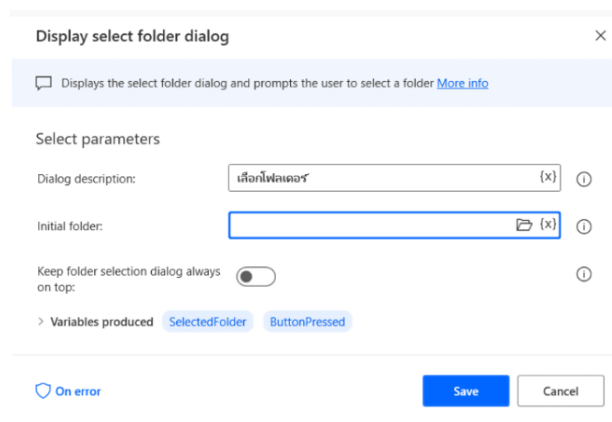 Display select folder dialog
Displays the select folder dialog and prompts the user to select a folder More info
Select parameters
Dialog description:
เลือกโฟลเดอร์
{x}
Initial folder:
{x}
Keep folder selection dialog always
on top:
Variables produced SelectedFolder ButtonPressed
On error
Save
Cancel